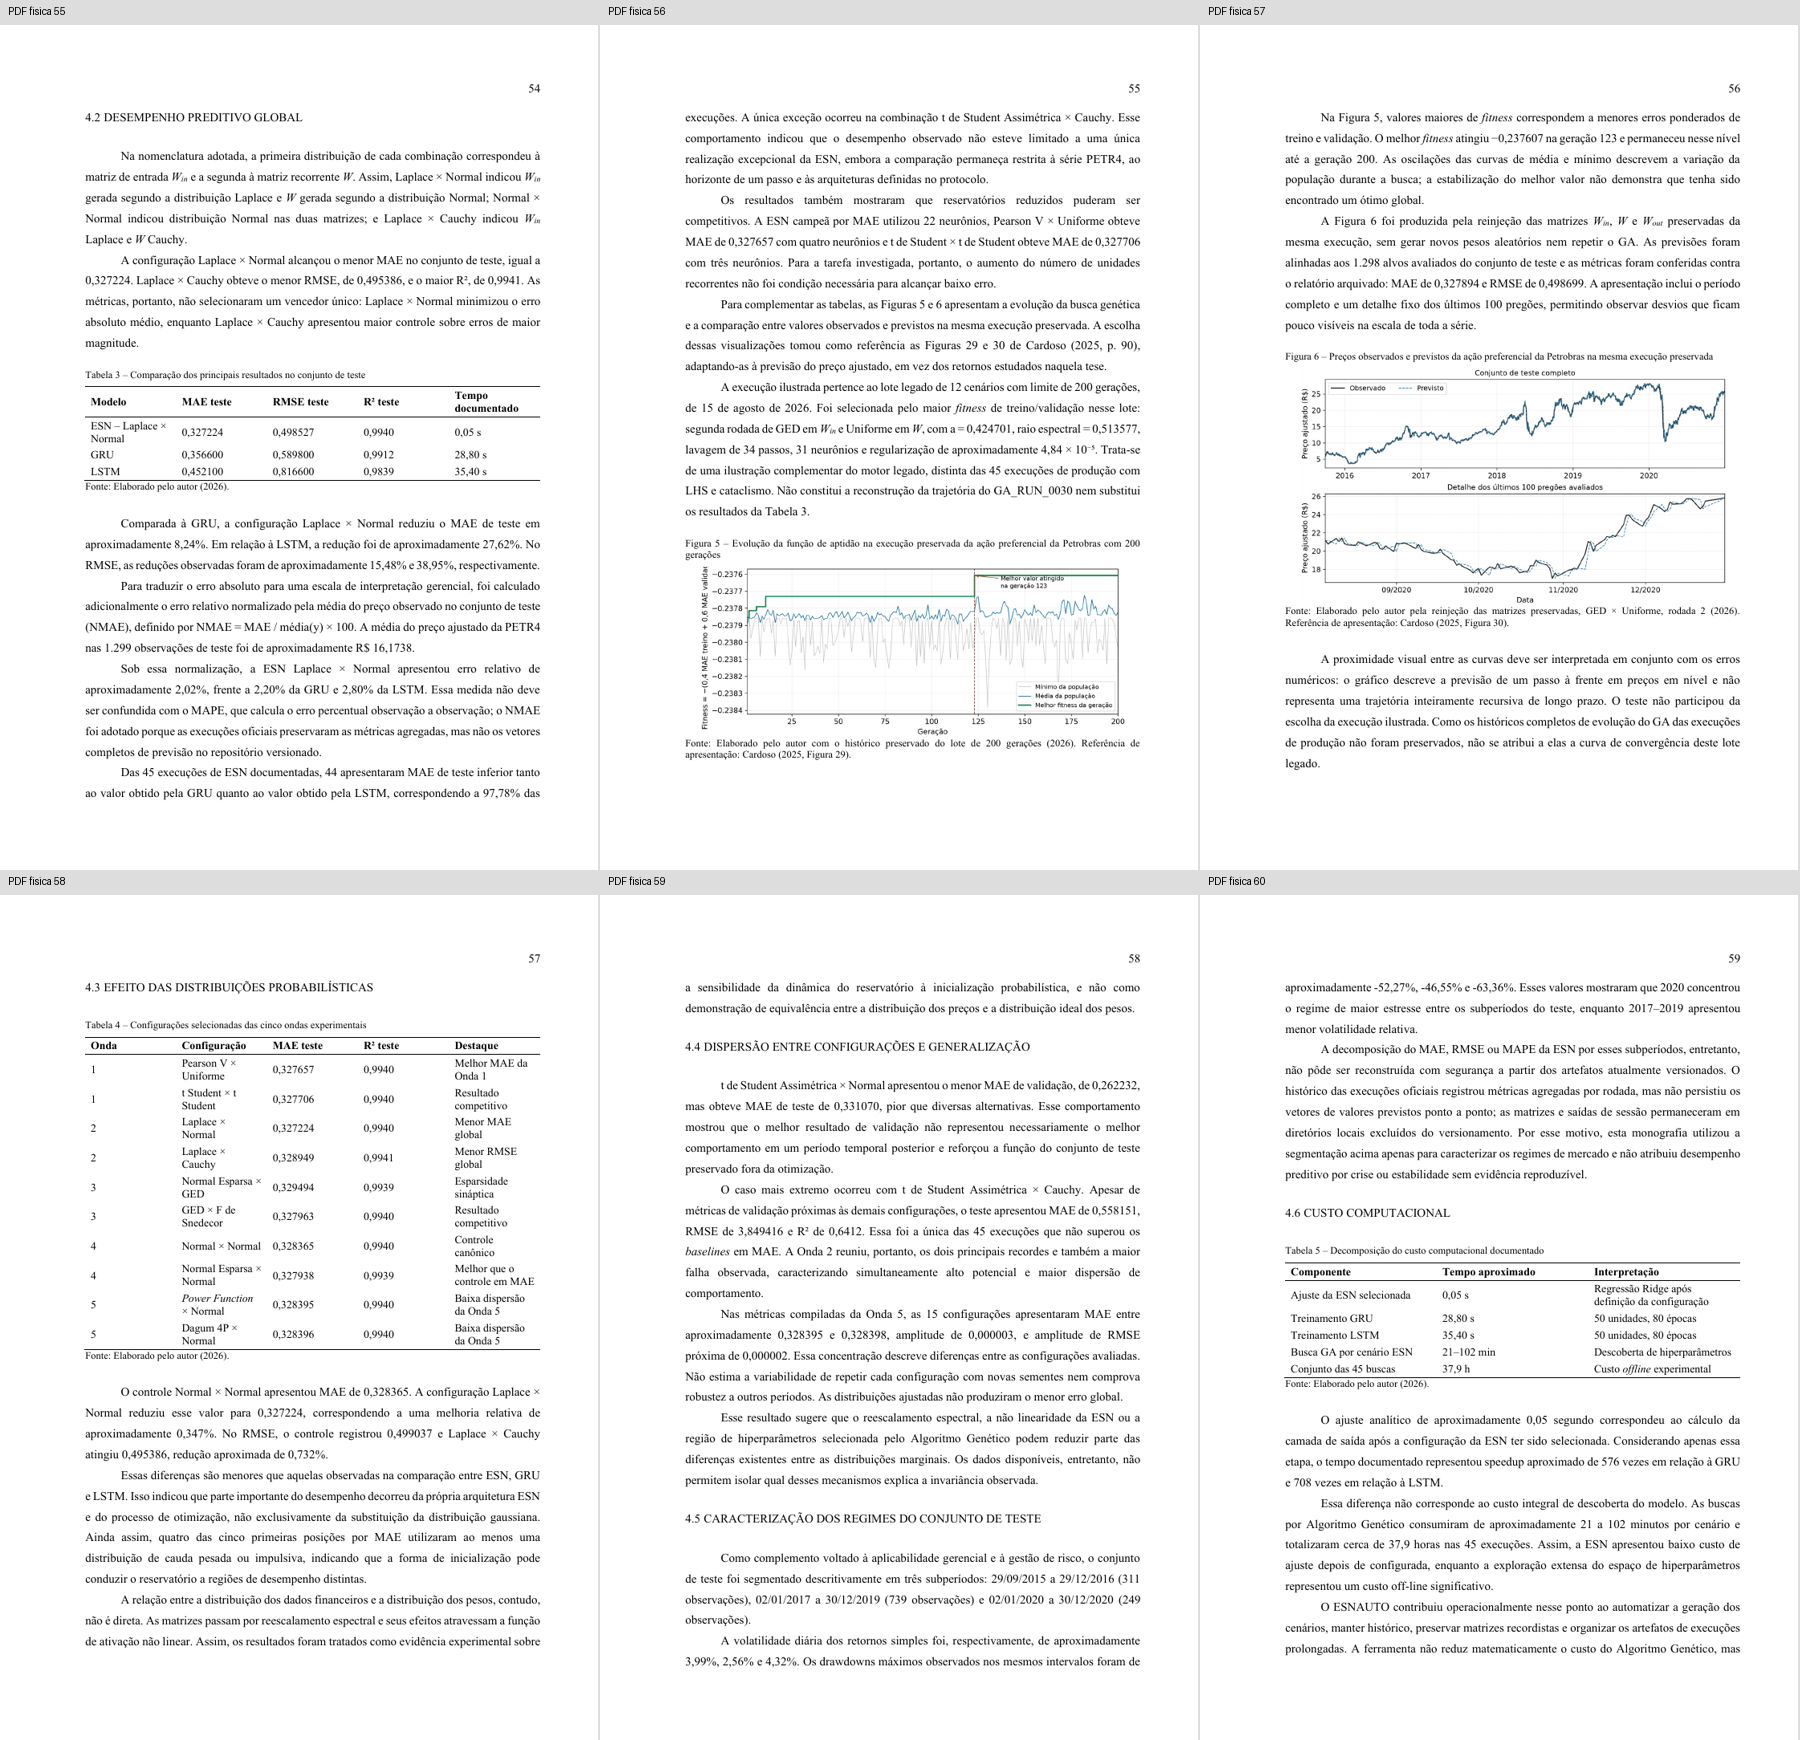 PDF fisica 55
54
4.2 DESEMPENHO PREDITIVO GLOBAL
Na nomenclatura adotada, a primeira distribuição de cada combinação correspondeu à
matriz de entrada Win e a segunda à matriz recorrente W. Assim, Laplace × Normal indicou Win
gerada segundo a distribuição Laplace e W gerada segundo a distribuição Normal; Normal ×
Normal indicou distribuição Normal nas duas matrizes; e Laplace × Cauchy indicou Win
Laplace e W Cauchy.
A configuração Laplace × Normal alcançou o menor MAE no conjunto de teste, igual a
0,327224. Laplace × Cauchy obteve o menor RMSE, de 0,495386, e o maior R², de 0,9941. As
métricas, portanto, não selecionaram um vencedor único: Laplace × Normal minimizou o erro
absoluto médio, enquanto Laplace × Cauchy apresentou maior controle sobre erros de maior
magnitude.
Tabela 3 – Comparação dos principais resultados no conjunto de teste
Modelo MAE teste RMSE teste R² teste Tempo
documentado
ESN – Laplace ×
Normal 0,327224 0,498527 0,9940 0,05 s
GRU 0,356600 0,589800 0,9912 28,80 s
LSTM 0,452100 0,816600 0,9839 35,40 s
Fonte: Elaborado pelo autor (2026).
Comparada à GRU, a configuração Laplace × Normal reduziu o MAE de teste em
aproximadamente 8,24%. Em relação à LSTM, a redução foi de aproximadamente 27,62%. No
RMSE, as reduções observadas foram de aproximadamente 15,48% e 38,95%, respectivamente.
Para traduzir o erro absoluto para uma escala de interpretação gerencial, foi calculado
adicionalmente o erro relativo normalizado pela média do preço observado no conjunto de teste
(NMAE), definido por NMAE = MAE / média(y) × 100. A média do preço ajustado da PETR4
nas 1.299 observações de teste foi de aproximadamente R$ 16,1738.
Sob essa normalização, a ESN Laplace × Normal apresentou erro relativo de
aproximadamente 2,02%, frente a 2,20% da GRU e 2,80% da LSTM. Essa medida não deve
ser confundida com o MAPE, que calcula o erro percentual observação a observação; o NMAE
foi adotado porque as execuções oficiais preservaram as métricas agregadas, mas não os vetores
completos de previsão no repositório versionado.
Das 45 execuções de ESN documentadas, 44 apresentaram MAE de teste inferior tanto
ao valor obtido pela GRU quanto ao valor obtido pela LSTM, correspondendo a 97,78% das
PDF fisica 56
55
execuções. A única exceção ocorreu na combinação t de Student Assimétrica × Cauchy. Esse
comportamento indicou que o desempenho observado não esteve limitado a uma única
realização excepcional da ESN, embora a comparação permaneça restrita à série PETR4, ao
horizonte de um passo e às arquiteturas definidas no protocolo.
Os resultados também mostraram que reservatórios reduzidos puderam ser
competitivos. A ESN campeã por MAE utilizou 22 neurônios, Pearson V × Uniforme obteve
MAE de 0,327657 com quatro neurônios e t de Student × t de Student obteve MAE de 0,327706
com três neurônios. Para a tarefa investigada, portanto, o aumento do número de unidades
recorrentes não foi condição necessária para alcançar baixo erro.
Para complementar as tabelas, as Figuras 5 e 6 apresentam a evolução da busca genética
e a comparação entre valores observados e previstos na mesma execução preservada. A escolha
dessas visualizações tomou como referência as Figuras 29 e 30 de Cardoso (2025, p. 90),
adaptando-as à previsão do preço ajustado, em vez dos retornos estudados naquela tese.
A execução ilustrada pertence ao lote legado de 12 cenários com limite de 200 gerações,
de 15 de agosto de 2026. Foi selecionada pelo maior fitness de treino/validação nesse lote:
segunda rodada de GED em Win e Uniforme em W, com a = 0,424701, raio espectral = 0,513577,
lavagem de 34 passos, 31 neurônios e regularização de aproximadamente 4,84 × 10⁻⁵. Trata-se
de uma ilustração complementar do motor legado, distinta das 45 execuções de produção com
LHS e cataclismo. Não constitui a reconstrução da trajetória do GA_RUN_0030 nem substitui
os resultados da Tabela 3.
Figura 5 – Evolução da função de aptidão na execução preservada da ação preferencial da Petrobras com 200
gerações
Fitness = −(0,4 MAE treino + 0,6 MAE validaç
−0.2376
−0.2377
−0.2378
−0.2379
−0.2380
−0.2381
−0.2382
−0.2383
−0.2384
Melhor valor atingido
na geração 123
Mínimo da população
Média da população
Melhor fitness da geração
25 50 75 100 125 150 175 200
Geração
Fonte: Elaborado pelo autor com o histórico preservado do lote de 200 gerações (2026). Referência de
apresentação: Cardoso (2025, Figura 29).
PDF fisica 57
56
Na Figura 5, valores maiores de fitness correspondem a menores erros ponderados de
treino e validação. O melhor fitness atingiu −0,237607 na geração 123 e permaneceu nesse nível
até a geração 200. As oscilações das curvas de média e mínimo descrevem a variação da
população durante a busca; a estabilização do melhor valor não demonstra que tenha sido
encontrado um ótimo global.
A Figura 6 foi produzida pela reinjeção das matrizes Win, W e Wout preservadas da
mesma execução, sem gerar novos pesos aleatórios nem repetir o GA. As previsões foram
alinhadas aos 1.298 alvos avaliados do conjunto de teste e as métricas foram conferidas contra
o relatório arquivado: MAE de 0,327894 e RMSE de 0,498699. A apresentação inclui o período
completo e um detalhe fixo dos últimos 100 pregões, permitindo observar desvios que ficam
pouco visíveis na escala de toda a série.
Figura 6 – Preços observados e previstos da ação preferencial da Petrobras na mesma execução preservada
Conjunto de teste completo
Observado Previsto
Preço ajustado (R$)
25
20
15
10
5
2016 2017 2018 2019 2020
Detalhe dos últimos 100 pregões avaliados
Preço ajustado (R$)
26
24
22
20
18
09/2020 10/2020 11/2020 12/2020
Data
Fonte: Elaborado pelo autor pela reinjeção das matrizes preservadas, GED × Uniforme, rodada 2 (2026).
Referência de apresentação: Cardoso (2025, Figura 30).
A proximidade visual entre as curvas deve ser interpretada em conjunto com os erros
numéricos: o gráfico descreve a previsão de um passo à frente em preços em nível e não
representa uma trajetória inteiramente recursiva de longo prazo. O teste não participou da
escolha da execução ilustrada. Como os históricos completos de evolução do GA das execuções
de produção não foram preservados, não se atribui a elas a curva de convergência deste lote
legado.
PDF fisica 58
57
4.3 EFEITO DAS DISTRIBUIÇÕES PROBABILÍSTICAS
Tabela 4 – Configurações selecionadas das cinco ondas experimentais
Onda Configuração MAE teste R² teste Destaque
1 Pearson V ×
Uniforme 0,327657 0,9940 Melhor MAE da
Onda 1
1 t Student × t
Student 0,327706 0,9940 Resultado
competitivo
2 Laplace ×
Normal 0,327224 0,9940 Menor MAE
global
2 Laplace ×
Cauchy 0,328949 0,9941 Menor RMSE
global
3 Normal Esparsa ×
GED 0,329494 0,9939 Esparsidade
sináptica
3 GED × F de
Snedecor 0,327963 0,9940 Resultado
competitivo
4 Normal × Normal 0,328365 0,9940 Controle
canônico
4 Normal Esparsa ×
Normal 0,327938 0,9939 Melhor que o
controle em MAE
5 Power Function
× Normal 0,328395 0,9940 Baixa dispersão
da Onda 5
5 Dagum 4P ×
Normal 0,328396 0,9940 Baixa dispersão
da Onda 5
Fonte: Elaborado pelo autor (2026).
O controle Normal × Normal apresentou MAE de 0,328365. A configuração Laplace ×
Normal reduziu esse valor para 0,327224, correspondendo a uma melhoria relativa de
aproximadamente 0,347%. No RMSE, o controle registrou 0,499037 e Laplace × Cauchy
atingiu 0,495386, redução aproximada de 0,732%.
Essas diferenças são menores que aquelas observadas na comparação entre ESN, GRU
e LSTM. Isso indicou que parte importante do desempenho decorreu da própria arquitetura ESN
e do processo de otimização, não exclusivamente da substituição da distribuição gaussiana.
Ainda assim, quatro das cinco primeiras posições por MAE utilizaram ao menos uma
distribuição de cauda pesada ou impulsiva, indicando que a forma de inicialização pode
conduzir o reservatório a regiões de desempenho distintas.
A relação entre a distribuição dos dados financeiros e a distribuição dos pesos, contudo,
não é direta. As matrizes passam por reescalamento espectral e seus efeitos atravessam a função
de ativação não linear. Assim, os resultados foram tratados como evidência experimental sobre
PDF fisica 59
58
a sensibilidade da dinâmica do reservatório à inicialização probabilística, e não como
demonstração de equivalência entre a distribuição dos preços e a distribuição ideal dos pesos.
4.4 DISPERSÃO ENTRE CONFIGURAÇÕES E GENERALIZAÇÃO
t de Student Assimétrica × Normal apresentou o menor MAE de validação, de 0,262232,
mas obteve MAE de teste de 0,331070, pior que diversas alternativas. Esse comportamento
mostrou que o melhor resultado de validação não representou necessariamente o melhor
comportamento em um período temporal posterior e reforçou a função do conjunto de teste
preservado fora da otimização.
O caso mais extremo ocorreu com t de Student Assimétrica × Cauchy. Apesar de
métricas de validação próximas às demais configurações, o teste apresentou MAE de 0,558151,
RMSE de 3,849416 e R² de 0,6412. Essa foi a única das 45 execuções que não superou os
baselines em MAE. A Onda 2 reuniu, portanto, os dois principais recordes e também a maior
falha observada, caracterizando simultaneamente alto potencial e maior dispersão de
comportamento.
Nas métricas compiladas da Onda 5, as 15 configurações apresentaram MAE entre
aproximadamente 0,328395 e 0,328398, amplitude de 0,000003, e amplitude de RMSE
próxima de 0,000002. Essa concentração descreve diferenças entre as configurações avaliadas.
Não estima a variabilidade de repetir cada configuração com novas sementes nem comprova
robustez a outros períodos. As distribuições ajustadas não produziram o menor erro global.
Esse resultado sugere que o reescalamento espectral, a não linearidade da ESN ou a
região de hiperparâmetros selecionada pelo Algoritmo Genético podem reduzir parte das
diferenças existentes entre as distribuições marginais. Os dados disponíveis, entretanto, não
permitem isolar qual desses mecanismos explica a invariância observada.
4.5 CARACTERIZAÇÃO DOS REGIMES DO CONJUNTO DE TESTE
Como complemento voltado à aplicabilidade gerencial e à gestão de risco, o conjunto
de teste foi segmentado descritivamente em três subperíodos: 29/09/2015 a 29/12/2016 (311
observações), 02/01/2017 a 30/12/2019 (739 observações) e 02/01/2020 a 30/12/2020 (249
observações).
A volatilidade diária dos retornos simples foi, respectivamente, de aproximadamente
3,99%, 2,56% e 4,32%. Os drawdowns máximos observados nos mesmos intervalos foram de
PDF fisica 60
59
aproximadamente -52,27%, -46,55% e -63,36%. Esses valores mostraram que 2020 concentrou
o regime de maior estresse entre os subperíodos do teste, enquanto 2017–2019 apresentou
menor volatilidade relativa.
A decomposição do MAE, RMSE ou MAPE da ESN por esses subperíodos, entretanto,
não pôde ser reconstruída com segurança a partir dos artefatos atualmente versionados. O
histórico das execuções oficiais registrou métricas agregadas por rodada, mas não persistiu os
vetores de valores previstos ponto a ponto; as matrizes e saídas de sessão permaneceram em
diretórios locais excluídos do versionamento. Por esse motivo, esta monografia utilizou a
segmentação acima apenas para caracterizar os regimes de mercado e não atribuiu desempenho
preditivo por crise ou estabilidade sem evidência reproduzível.
4.6 CUSTO COMPUTACIONAL
Tabela 5 – Decomposição do custo computacional documentado
Componente Tempo aproximado Interpretação
Ajuste da ESN selecionada 0,05 s Regressão Ridge após
definição da configuração
Treinamento GRU 28,80 s 50 unidades, 80 épocas
Treinamento LSTM 35,40 s 50 unidades, 80 épocas
Busca GA por cenário ESN 21–102 min Descoberta de hiperparâmetros
Conjunto das 45 buscas 37,9 h Custo offline experimental
Fonte: Elaborado pelo autor (2026).
O ajuste analítico de aproximadamente 0,05 segundo correspondeu ao cálculo da
camada de saída após a configuração da ESN ter sido selecionada. Considerando apenas essa
etapa, o tempo documentado representou speedup aproximado de 576 vezes em relação à GRU
e 708 vezes em relação à LSTM.
Essa diferença não corresponde ao custo integral de descoberta do modelo. As buscas
por Algoritmo Genético consumiram de aproximadamente 21 a 102 minutos por cenário e
totalizaram cerca de 37,9 horas nas 45 execuções. Assim, a ESN apresentou baixo custo de
ajuste depois de configurada, enquanto a exploração extensa do espaço de hiperparâmetros
representou um custo off-line significativo.
O ESNAUTO contribuiu operacionalmente nesse ponto ao automatizar a geração dos
cenários, manter histórico, preservar matrizes recordistas e organizar os artefatos de execuções
prolongadas. A ferramenta não reduz matematicamente o custo do Algoritmo Genético, mas